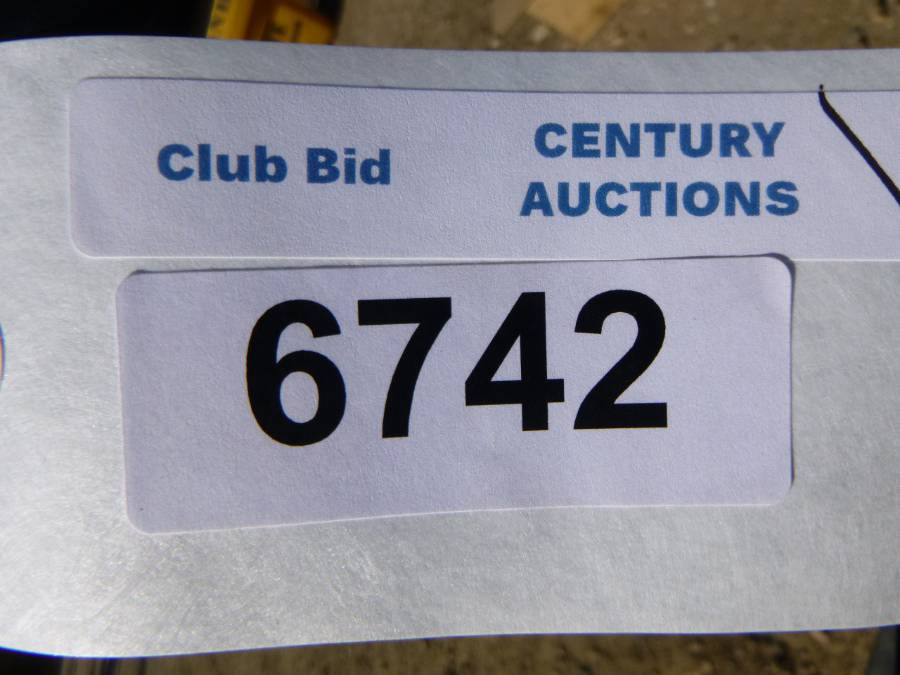 Club Bid
CENTURY
AUCTIONS
6742